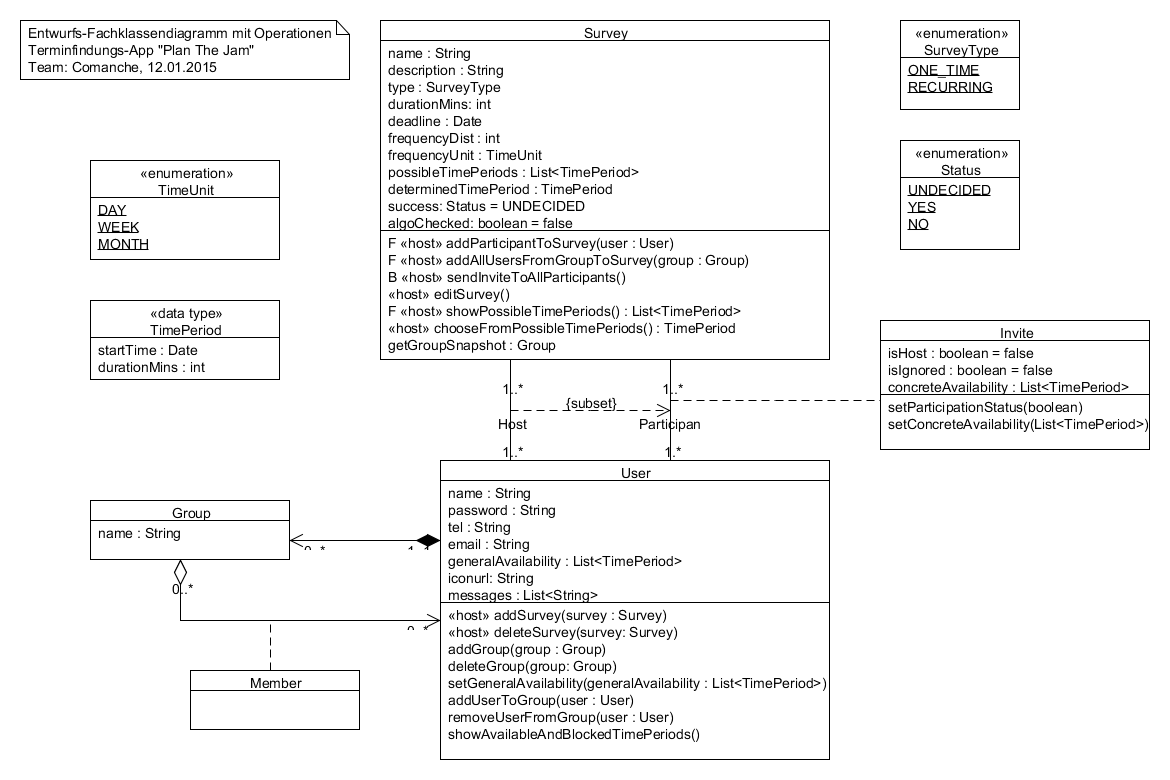 Entwurfs-Fachklassendiagramm mit Operationen
Terminfindungs-App "Plan The Jam"
Team: Comanche, 12.01.2015
Survey
name : String
description : String
type : SurveyType
durationMins: int
deadline : Date
frequencyDist : int
frequencyUnit : TimeUnit
possibleTimePeriods : List<TimePeriod>
determinedTimePeriod : TimePeriod
success: Status = UNDECIDED
algoChecked: boolean = false
F «host» addParticipantToSurvey(user : User)
F «host» addAllUsersFromGroupToSurvey(group : Group)
B «host» sendInviteToAllParticipants()
«host» editSurvey()
F «host» showPossibleTimePeriods() : List<TimePeriod>
«host» chooseFromPossibleTimePeriods() : TimePeriod
getGroupSnapshot : Group
«enumeration»
SurveyType
ONE_TIME
RECURRING
«enumeration»
Status
UNDECIDED
YES
NO
«enumeration»
TimeUnit
DAY
WEEK
MONTH
«data type»
TimePeriod
startTime : Date
durationMins : int
Invite
isHost : boolean = false
isIgnored : boolean = false
concreteAvailability : List<TimePeriod>
setParticipationStatus(boolean)
setConcreteAvailability(List<TimePeriod>)
1..*
1..*
{subset}
Host
Participan
1..*
1.*
User
name : String
password : String
tel : String
email : String
generalAvailability : List<TimePeriod>
iconurl: String
messages : List<String>
«host» addSurvey(survey : Survey)
«host» deleteSurvey(survey: Survey)
addGroup(group : Group)
deleteGroup(group: Group)
setGeneralAvailability(generalAvailability : List<TimePeriod>)
addUserToGroup(user : User)
removeUserFromGroup(user : User)
showAvailableAndBlockedTimePeriods()
Group
name : String
0..*
0..*
0..*
Member